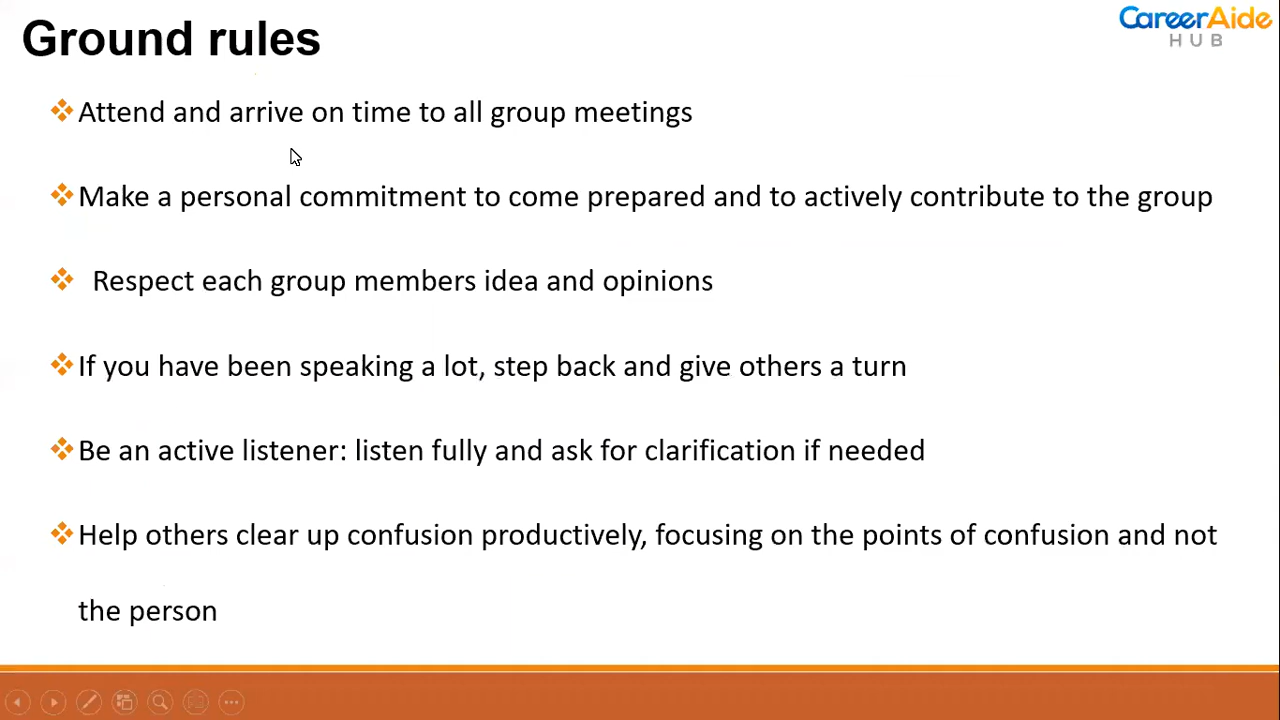 Ground rules
CareerAide
HUB
Attend and arrive on time to all group meetings
Make a personal commitment to come prepared and to actively contribute to the group
Respect each group members idea and opinions
If you have been speaking a lot, step back and give others a turn
Be an active listener: listen fully and ask for clarification if needed
Help others clear up confusion productively, focusing on the points of confusion and not
the person